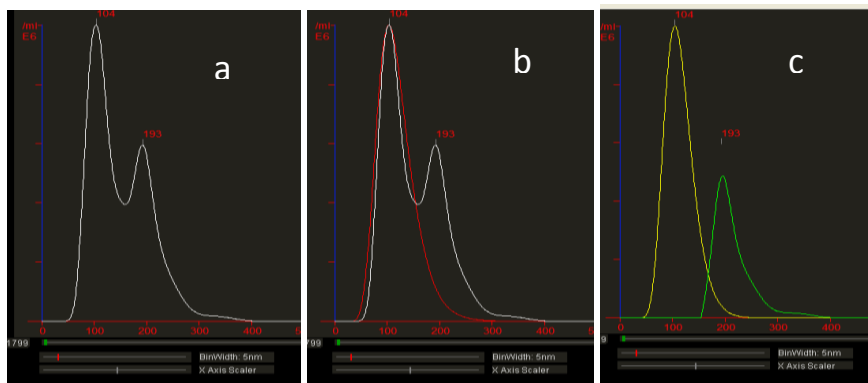 104
/ml
E6
a
193
0 100 200 300 400 5
1799
BinWidth: 5nm
X Axis Scaler
104
/ml
E6
b
193
0 100 200 300 400
799
BinWidth: 5nm
X Axis Scaler
104
/ml
E6
c
193
0 100 200 300 400
799
BinWidth: 5nm
X Axis Scaler